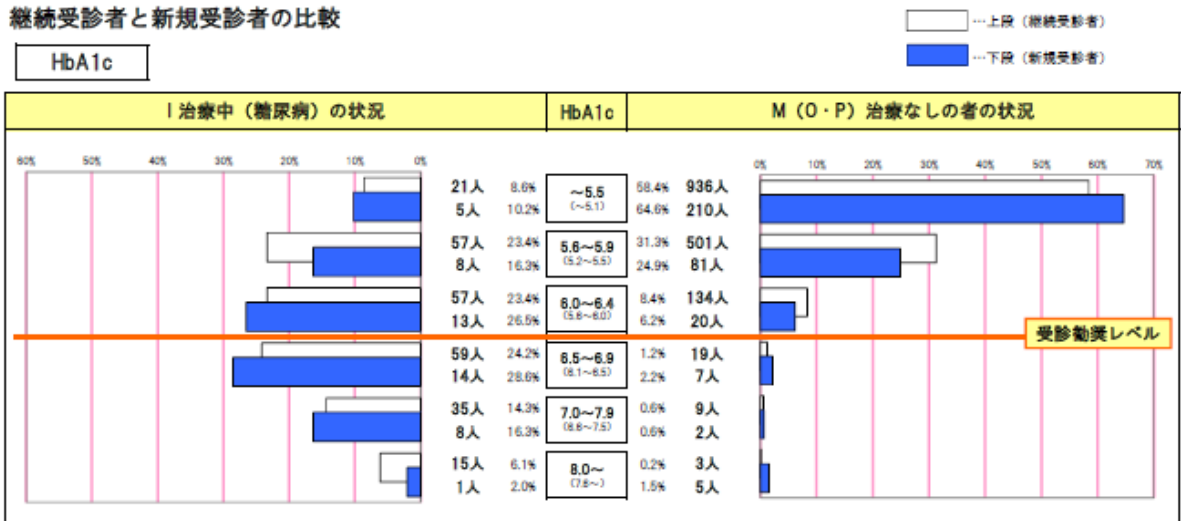 継続受診者と新規受診者の比較
…上段（継続受診者）
…下段（新規受診者）
HbA1c
I 治療中（糖尿病）の状況 HbA1c M（O・P）治療なしの者の状況
60% 50% 40% 30% 20% 10% 0% 0% 10% 20% 30% 40% 50% 60% 70%
21人 8.6% ～5.5 58.4% 936人
5人 10.2% (～5.1) 64.6% 210人
57人 23.4% 5.6～5.9 31.3% 501人
8人 16.3% (5.2～5.5) 24.9% 81人
57人 23.4% 6.0～6.4 8.4% 134人
13人 26.5% (5.6～6.0) 6.2% 20人
受診勧奨レベル
59人 24.2% 6.5～6.9 1.2% 19人
14人 28.6% (6.1～6.5) 2.2% 7人
35人 14.3% 7.0～7.9 0.6% 9人
8人 16.3% (6.6～7.5) 0.6% 2人
15人 6.1% 8.0～ 0.2% 3人
1人 2.0% (7.6～) 1.5% 5人